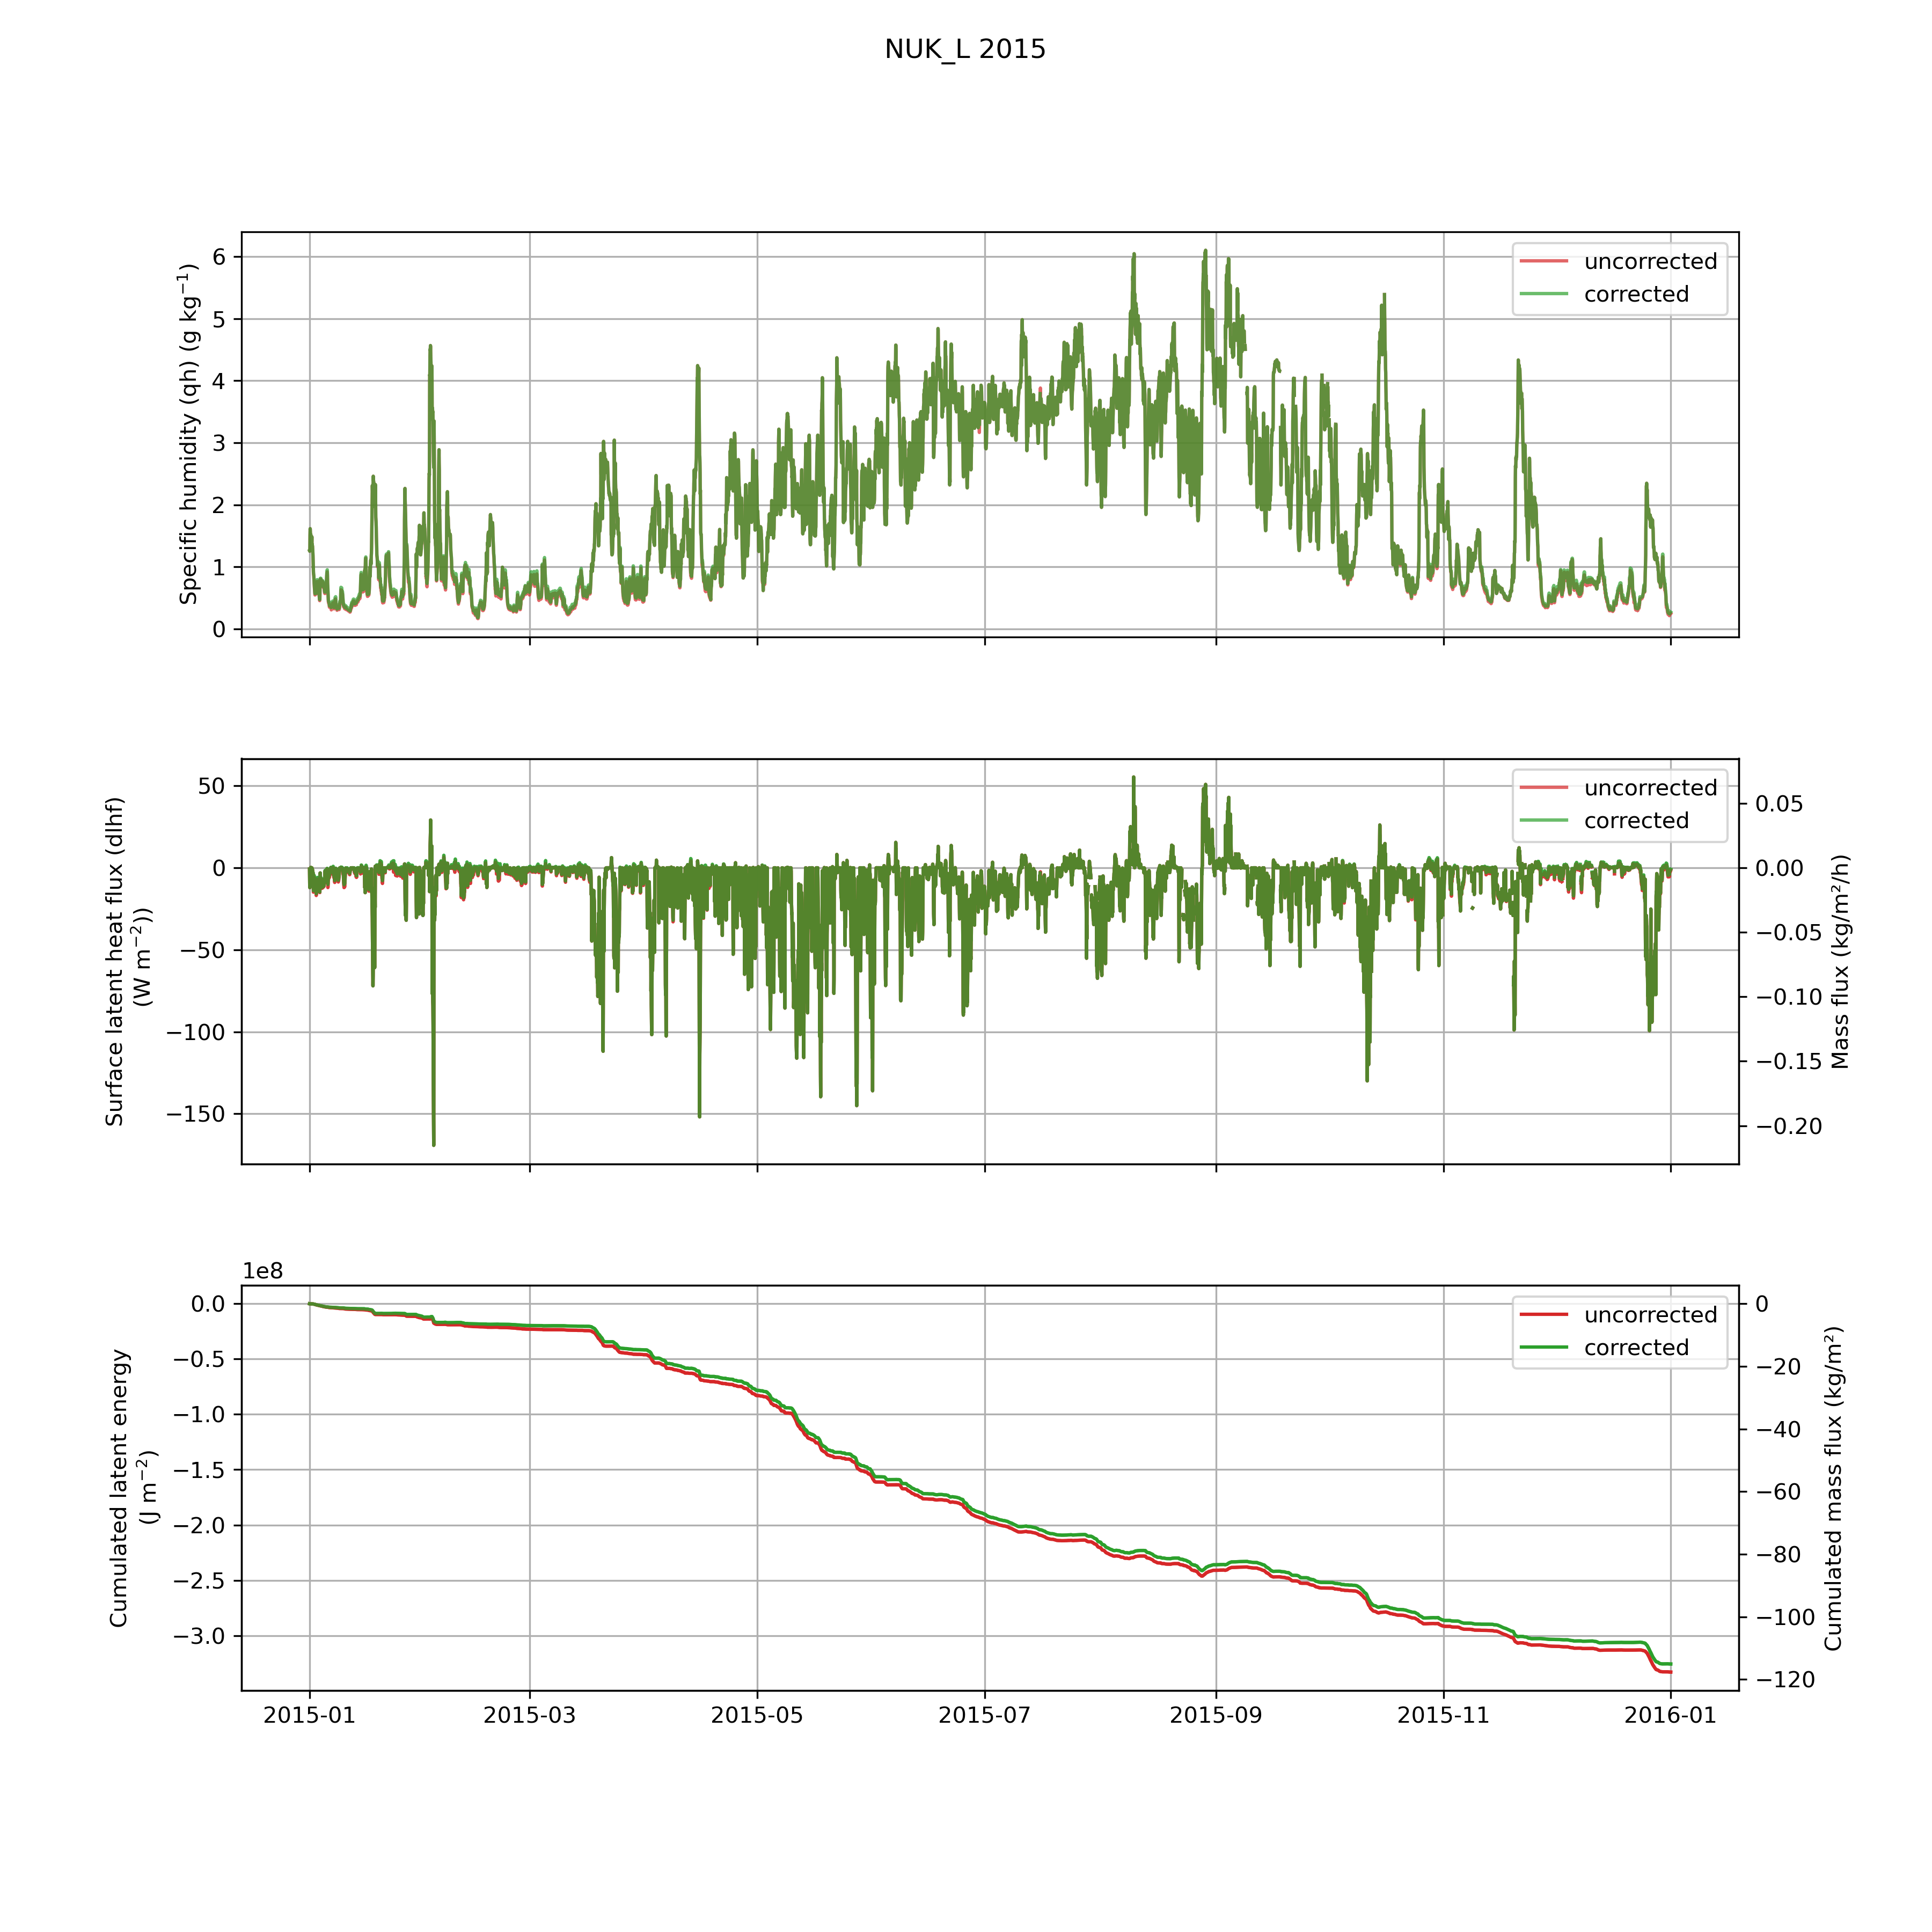 NUK_L 2015
Specific humidity (qh) (g kg⁻¹)
6
5
4
3
2
1
0
uncorrected
corrected
Surface latent heat flux (dlhf)
(W m⁻²))
50
0
−50
−100
−150
uncorrected
corrected
0.05
0.00
−0.05
−0.10
−0.15
−0.20
Mass flux (kg/m²/h)
1e8
Cumulated latent energy
(J m⁻²)
0.0
−0.5
−1.0
−1.5
−2.0
−2.5
−3.0
uncorrected
corrected
0
−20
−40
−60
−80
−100
−120
Cumulated mass flux (kg/m²)
2015-01 2015-03 2015-05 2015-07 2015-09 2015-11 2016-01